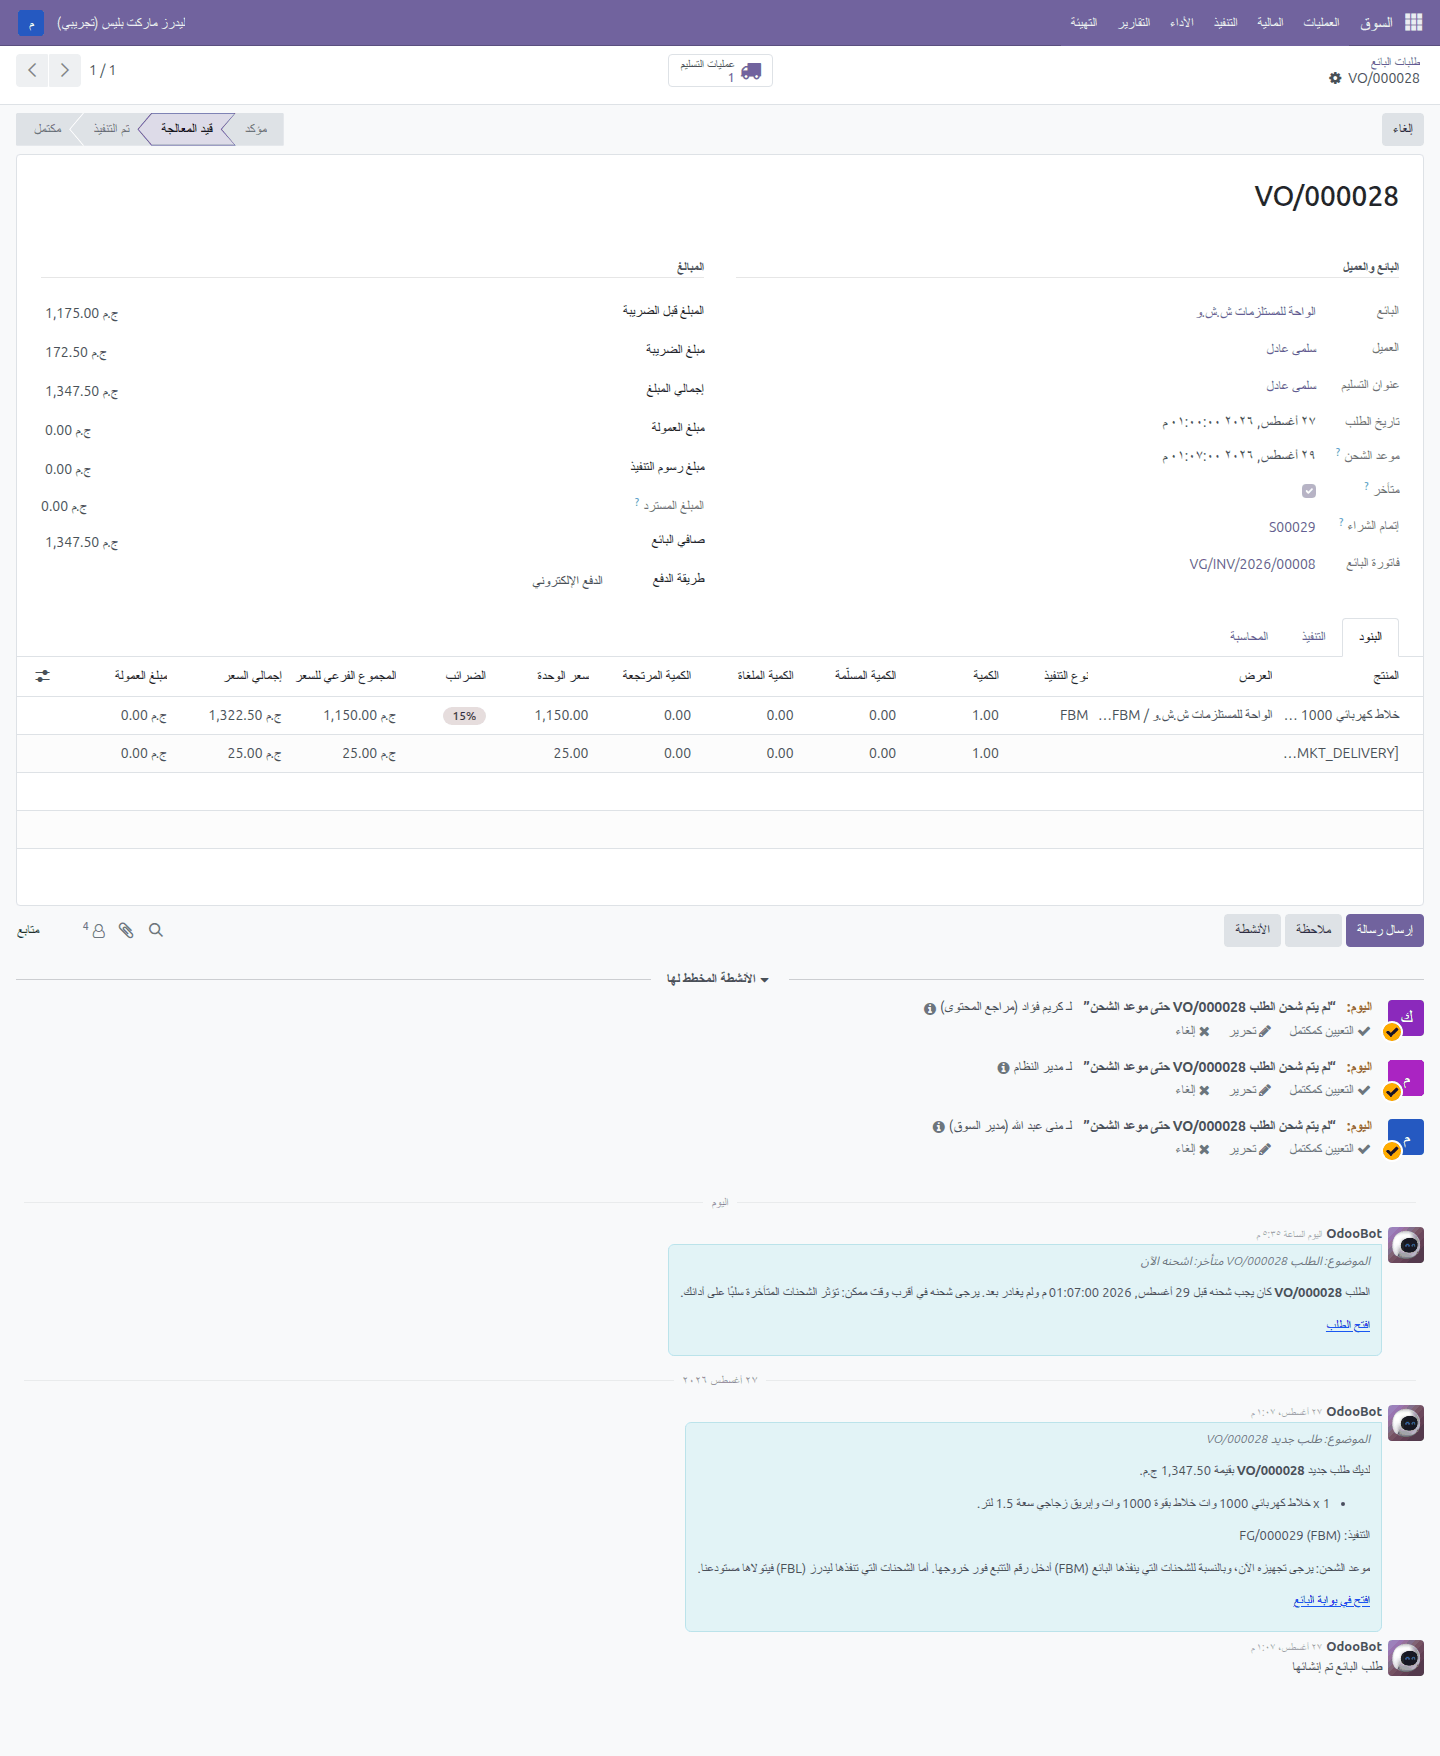 السوق
العمليات
المالية
التنفيذ
الأداء
التقارير
التهيئة
ليدرز ماركت بليس (تجريبي)
م
طلبات البائع
VO/000028
عمليات التسليم
1
1 / 1
إلغاء
مؤكد
قيد المعالجة
تم التنفيذ
مكتمل
VO/000028
البائع والعميل
البائع الواحة للمستلزمات ش.ش.و
العميل سلمى عادل
عنوان التسليم سلمى عادل
تاريخ الطلب ٢٧ أغسطس, ٢٠٢٦ ٠١:٠٠:٠٠ م
موعد الشحن ? ٢٩ أغسطس, ٢٠٢٦ ٠١:٠٧:٠٠ م
متأخر ?
إتمام الشراء ? S00029
فاتورة البائع VG/INV/2026/00008
المبالغ
المبلغ قبل الضريبة 1,175.00 ج.م
مبلغ الضريبة 172.50 ج.م
إجمالي المبلغ 1,347.50 ج.م
مبلغ العمولة 0.00 ج.م
مبلغ رسوم التنفيذ 0.00 ج.م
المبلغ المسترد ? 0.00 ج.م
صافي البائع 1,347.50 ج.م
طريقة الدفع الدفع الإلكتروني
البنود
التنفيذ
المحاسبة
المنتج العرض نوع التنفيذ الكمية الكمية المسلّمة الكمية الملغاة الكمية المرتجعة سعر الوحدة الضرائب المجموع الفرعي للسعر إجمالي السعر مبلغ العمولة
خلاط كهربائي 1000 ... الواحة للمستلزمات ش.ش.و / FBM... FBM 1.00 0.00 0.00 0.00 1,150.00 15% 1,150.00 ج.م 1,322.50 ج.م 0.00 ج.م
[MKT_DELIVERY... 1.00 0.00 0.00 0.00 25.00 25.00 ج.م 25.00 ج.م 0.00 ج.م
إرسال رسالة
ملاحظة
الأنشطة
4
متابع
الأنشطة المخطط لها
ك
اليوم: “لم يتم شحن الطلب VO/000028 حتى موعد الشحن” لـ كريم فؤاد (مراجع المحتوى)
التعيين كمكتمل تحرير إلغاء
م
اليوم: “لم يتم شحن الطلب VO/000028 حتى موعد الشحن” لـ مدير النظام
التعيين كمكتمل تحرير إلغاء
م
اليوم: “لم يتم شحن الطلب VO/000028 حتى موعد الشحن” لـ منى عبد الله (مدير السوق)
التعيين كمكتمل تحرير إلغاء
اليوم
OdooBot اليوم الساعة ٥:٣٥ م
الموضوع: الطلب VO/000028 متأخر: اشحنه الآن
الطلب VO/000028 كان يجب شحنه قبل 29 أغسطس, 2026 01:07:00 م ولم يغادر بعد. يرجى شحنه في أقرب وقت ممكن: تؤثر الشحنات المتأخرة سلبًا على أدائك.
افتح الطلب
٢٧ أغسطس ٢٠٢٦
OdooBot ٢٧ أغسطس، ١:٠٧ م
الموضوع: طلب جديد VO/000028
لديك طلب جديد VO/000028 بقيمة 1,347.50 ج.م.
• 1 x خلاط كهربائي 1000 وات خلاط بقوة 1000 وات وإبريق زجاجي سعة 1.5 لتر.
التنفيذ: FG/000029 (FBM)
موعد الشحن: يرجى تجهيزه الآن، وبالنسبة للشحنات التي ينفذها البائع (FBM) أدخل رقم التتبع فور خروجها. أما الشحنات التي تنفذها ليدرز (FBL) فيتولاها مستودعنا.
افتح في بوابة البائع
OdooBot ٢٧ أغسطس، ١:٠٧ م
طلب البائع تم إنشائها